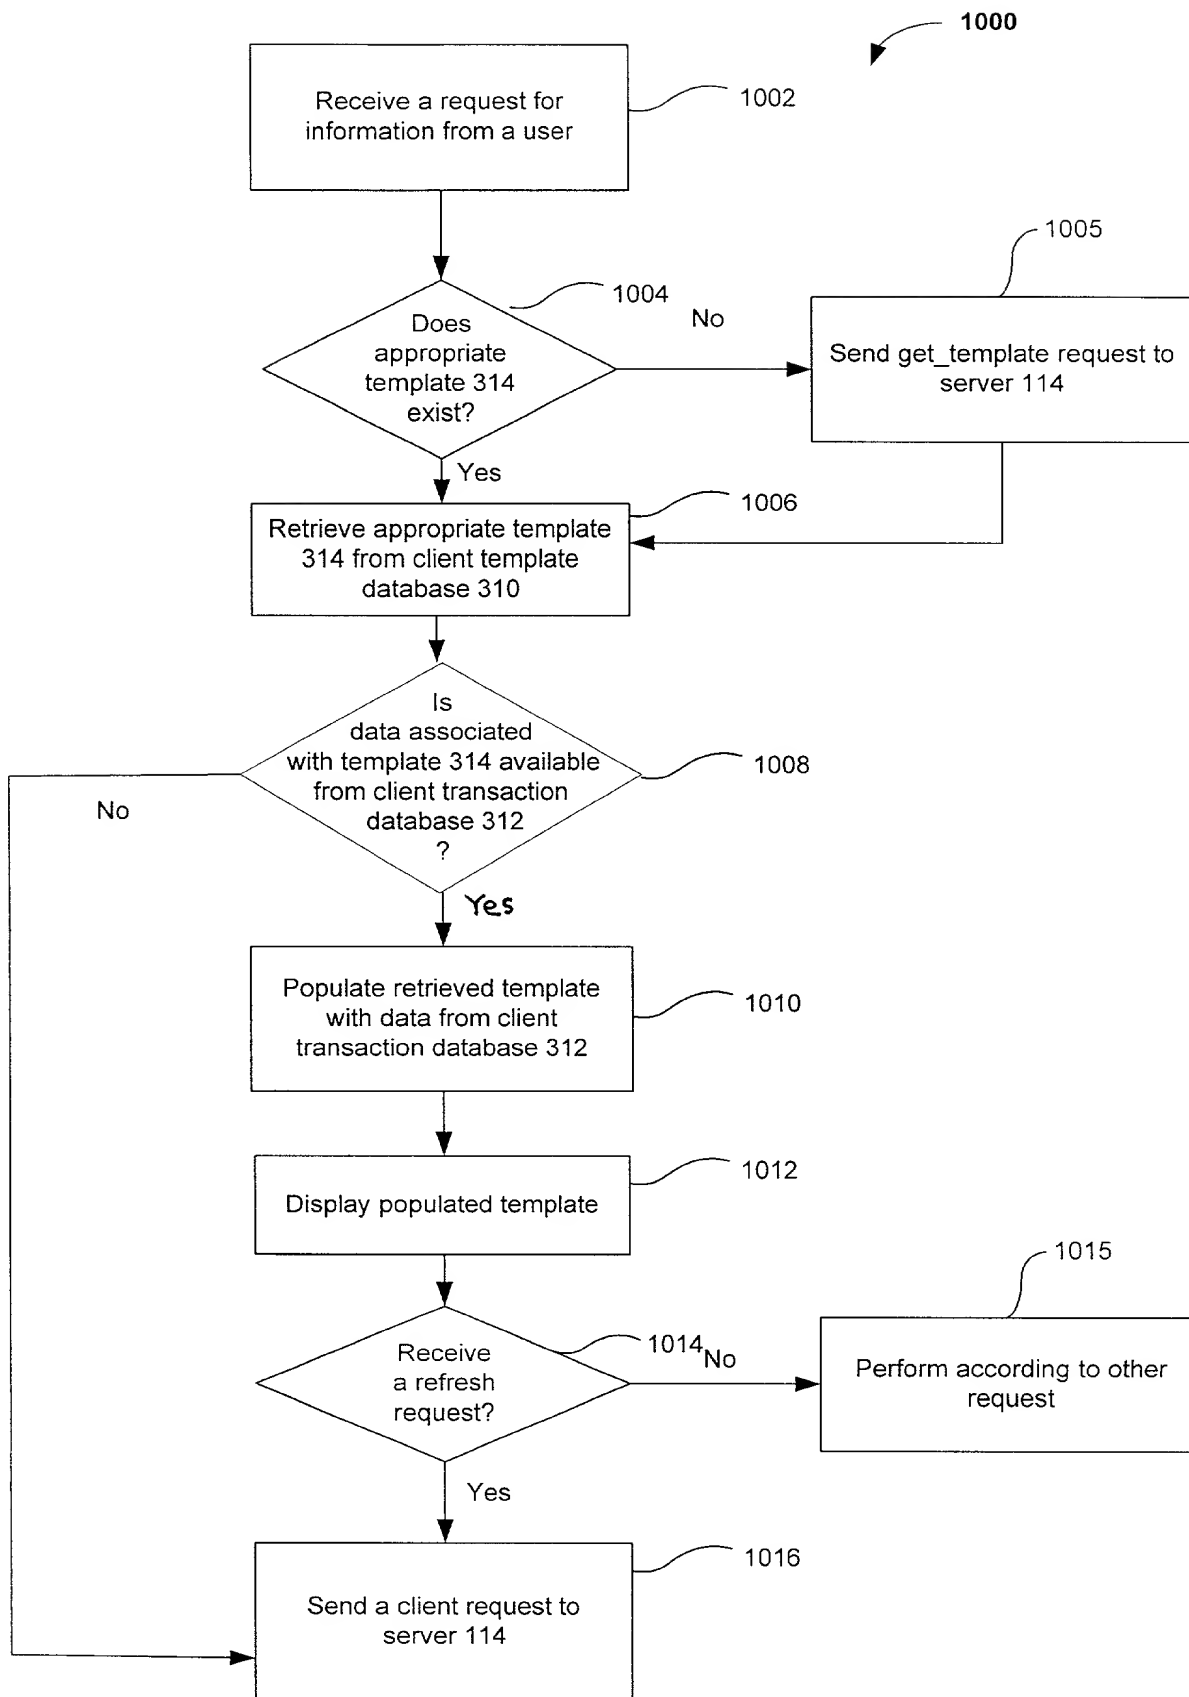 1000
Receive a request for
information from a user
1002
1005
1004
Does
appropriate
template 314
exist?
No
Send get_template request to
server 114
Yes
1006
Retrieve appropriate template
314 from client template
database 310
Is
data associated
with template 314 available
from client transaction
database 312
?
1008
No
Yes
Populate retrieved template
with data from client
transaction database 312
1010
Display populated template
1012
1015
1014
Receive
a refresh
request?
No
Perform according to other
request
Yes
1016
Send a client request to
server 114